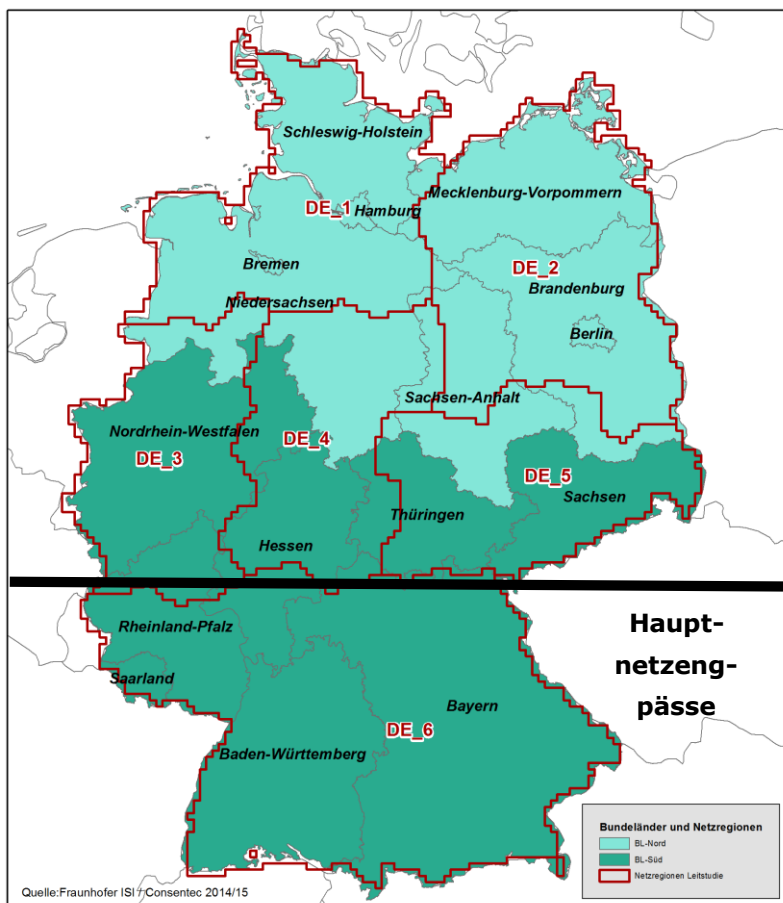 Schleswig-Holstein
Mecklenburg-Vorpommern
DE_1
Hamburg
Bremen
DE_2
Brandenburg
Niedersachsen
Berlin
Sachsen-Anhalt
Nordrhein-Westfalen
DE_4
DE_3
DE_5
Sachsen
Thüringen
Hessen
Rheinland-Pfalz
Haupt-
netzeng-
pässe
Saarland
Bayern
DE_6
Baden-Württemberg
Bundeländer und Netzregionen
BL-Nord
BL-Süd
Netzregionen Leitstudie
Quelle:Fraunhofer ISI / Consentec 2014/15